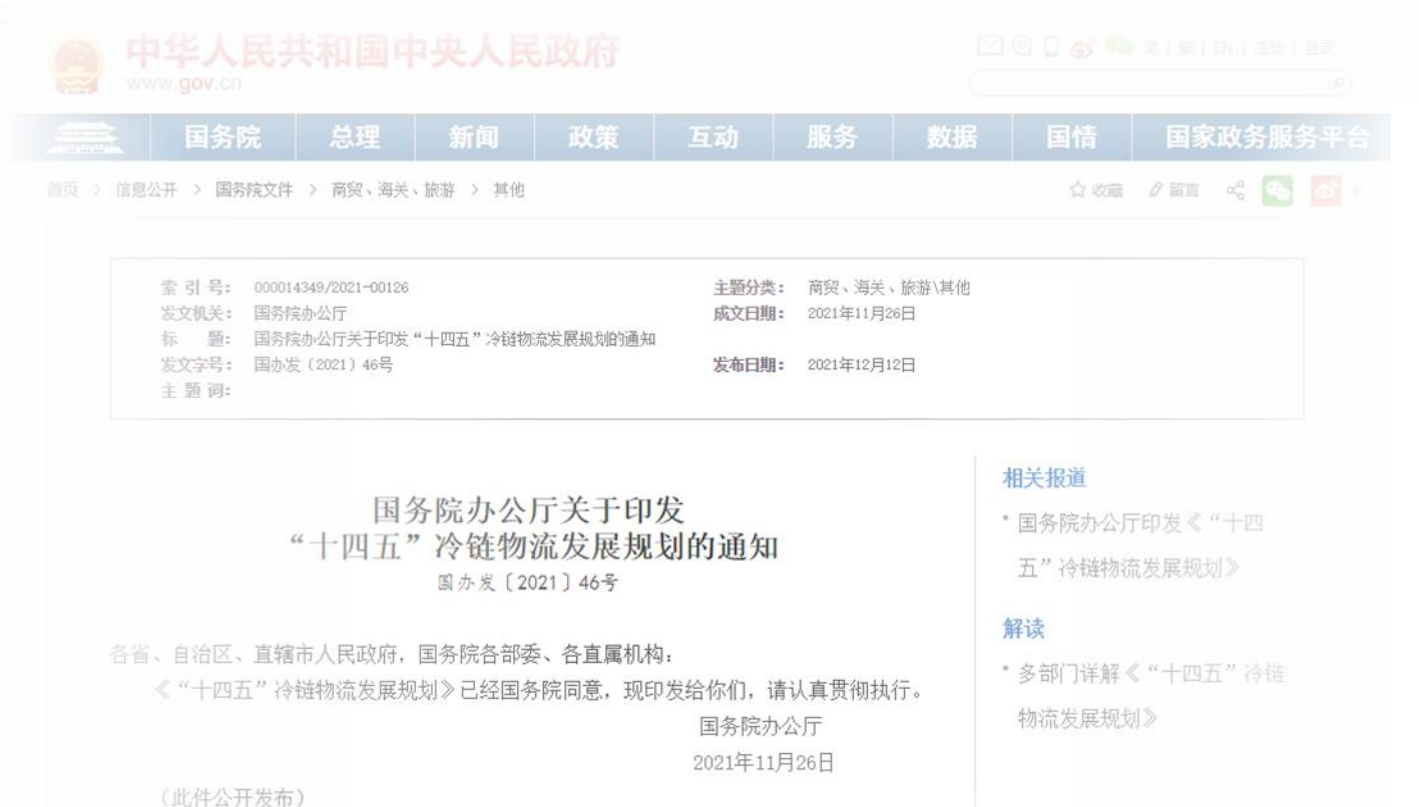 中华人民共和国中央人民政府
www.gov.cn
简 | 繁 | EN | 注册 | 登录
国务院 总理 新闻 政策 互动 服务 数据 国情 国家政务服务平台
首页 > 信息公开 > 国务院文件 > 商贸、海关、旅游 > 其他
收藏 留言
索 引 号： 000014349/2021-00126 主题分类： 商贸、海关、旅游\其他
发文机关： 国务院办公厅 成文日期： 2021年11月26日
标 题： 国务院办公厅关于印发“十四五”冷链物流发展规划的通知
发文字号： 国办发〔2021〕46号 发布日期： 2021年12月12日
主 题 词：
国务院办公厅关于印发
“十四五”冷链物流发展规划的通知
国办发〔2021〕46号
各省、自治区、直辖市人民政府，国务院各部委、各直属机构：
《“十四五”冷链物流发展规划》已经国务院同意，现印发给你们，请认真贯彻执行。
国务院办公厅
2021年11月26日
（此件公开发布）
相关报道
• 国务院办公厅印发《“十四
五”冷链物流发展规划》
解读
• 多部门详解《“十四五”冷链
物流发展规划》